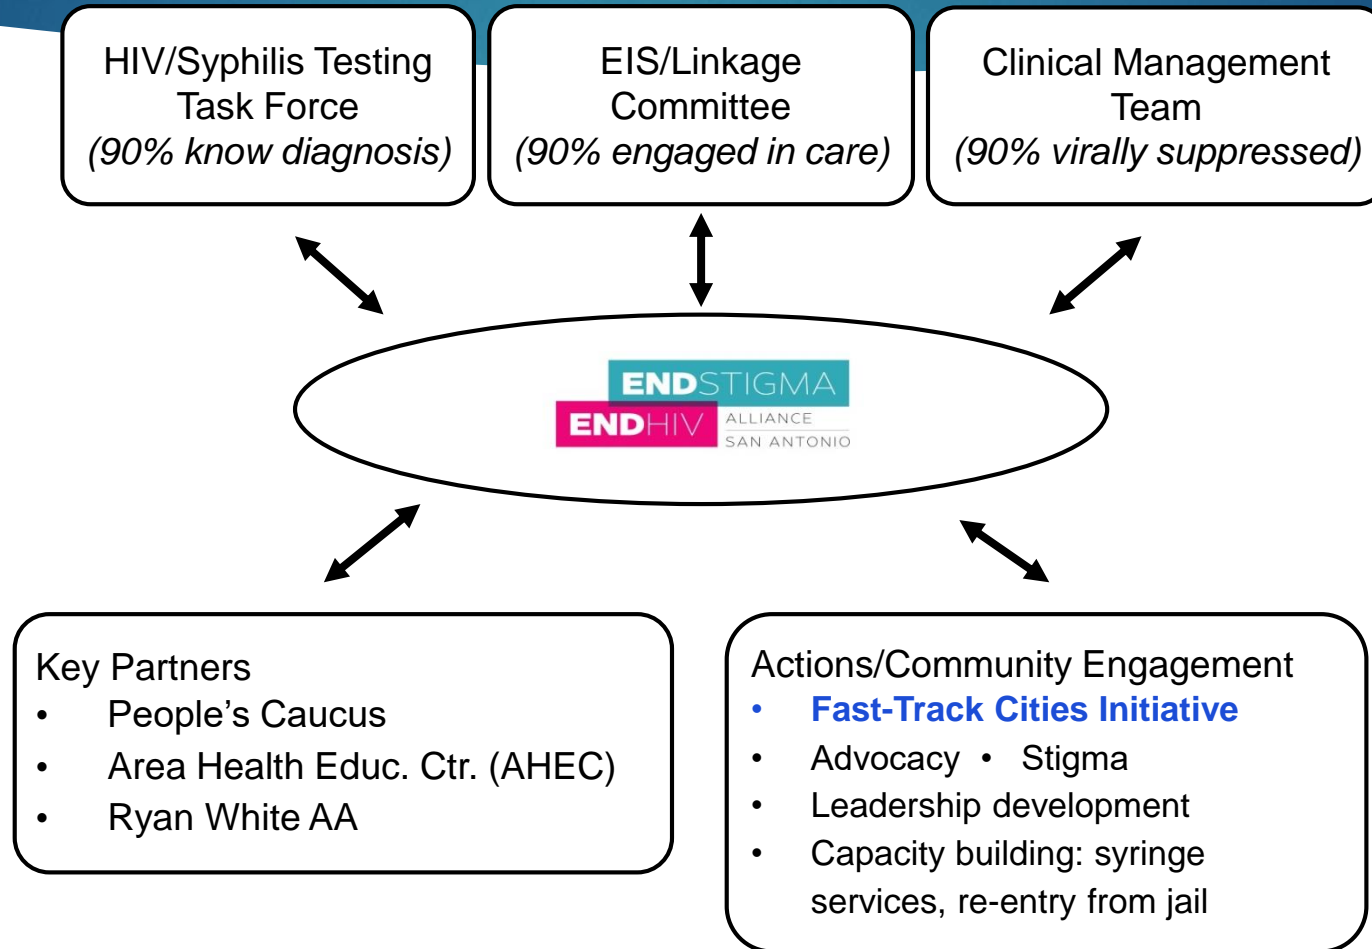 HIV/Syphilis Testing
Task Force
(90% know diagnosis)
EIS/Linkage
Committee
(90% engaged in care)
Clinical Management
Team
(90% virally suppressed)
ENDSTIGMA
ENDHIV
ALLIANCE
SAN ANTONIO
Key Partners
• People’s Caucus
• Area Health Educ. Ctr. (AHEC)
• Ryan White AA
Actions/Community Engagement
• Fast-Track Cities Initiative
• Advocacy • Stigma
• Leadership development
• Capacity building: syringe
services, re-entry from jail